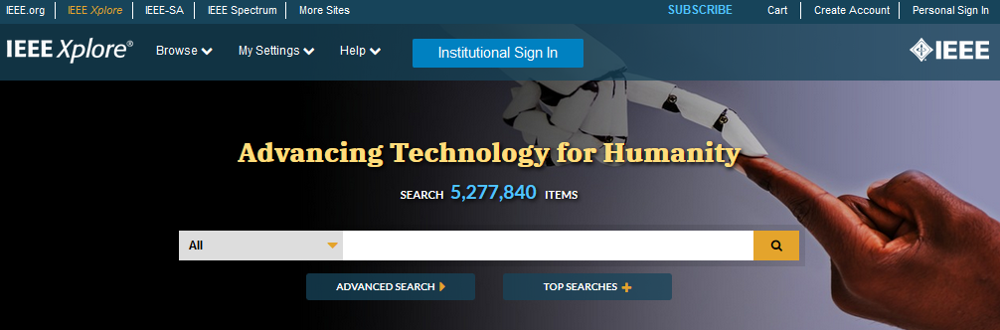 IEEE.org IEEE Xplore IEEE-SA IEEE Spectrum More Sites SUBSCRIBE Cart Create Account Personal Sign In
IEEE Xplore® Browse My Settings Help Institutional Sign In IEEE
Advancing Technology for Humanity
SEARCH 5,277,840 ITEMS
All
ADVANCED SEARCH TOP SEARCHES